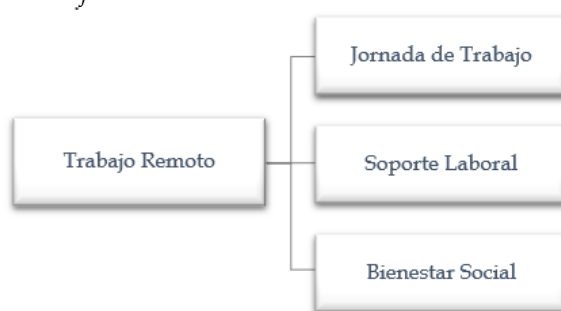 Jornada de Trabajo
Trabajo Remoto
Soporte Laboral
Bienestar Social